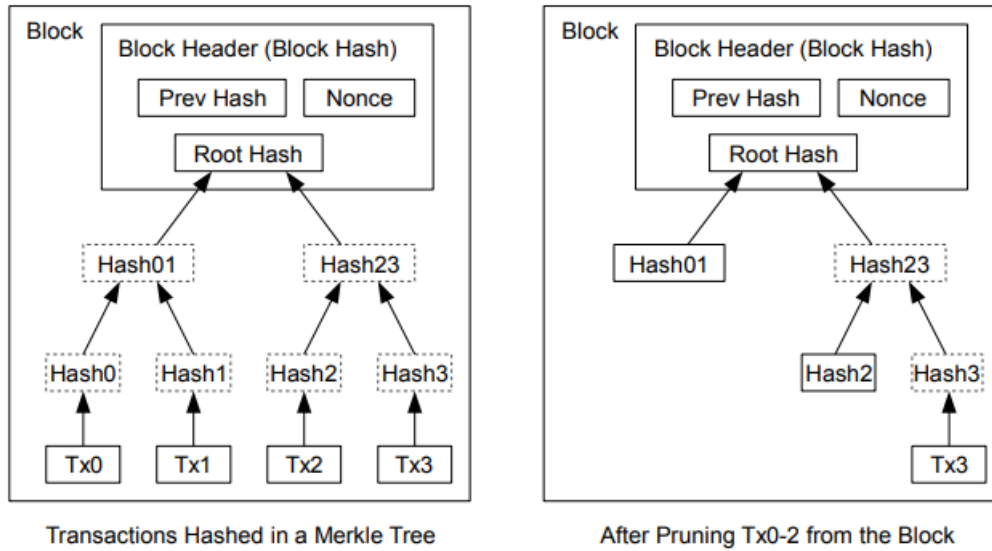 Block
Block Header (Block Hash)
Prev Hash
Nonce
Root Hash
Hash01
Hash23
Hash0
Hash1
Hash2
Hash3
Tx0
Tx1
Tx2
Tx3
Transactions Hashed in a Merkle Tree
Block
Block Header (Block Hash)
Prev Hash
Nonce
Root Hash
Hash01
Hash23
Hash2
Hash3
Tx3
After Pruning Tx0-2 from the Block